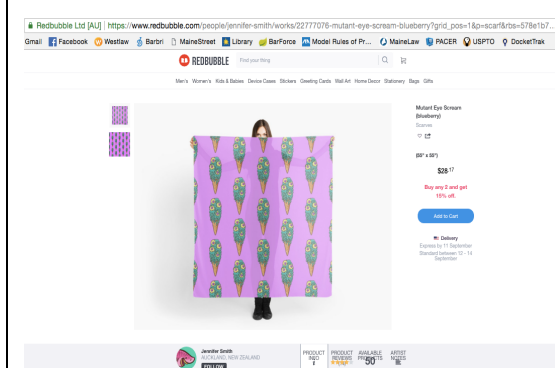 Redbubble Ltd [AU] https://www.redbubble.com/people/jennifer-smith/works/22777076-mutant-eye-scream-blueberry?grid_pos=1&p=scarf&rbs=578e1b7...
Gmail Facebook Westlaw Barbri MaineStreet Library BarForce Model Rules of Pr... MaineLaw PACER USPTO DocketTrak
REDBUBBLE Find your thing
Men's Women's Kids & Babies Device Cases Stickers Greeting Cards Wall Art Home Decor Stationery Bags Gifts
Mutant Eye Scream
(blueberry)
Scarves
(55" x 55")
$28.17
Buy any 2 and get
15% off.
Add to Cart
Delivery
Express by 11 September
Standard between 12 - 14
September
Jennifer Smith
AUCKLAND, NEW ZEALAND
FOLLOW
PRODUCT INFO
PRODUCT REVIEWS
AVAILABLE PRODUCTS 50
ARTIST NOTES